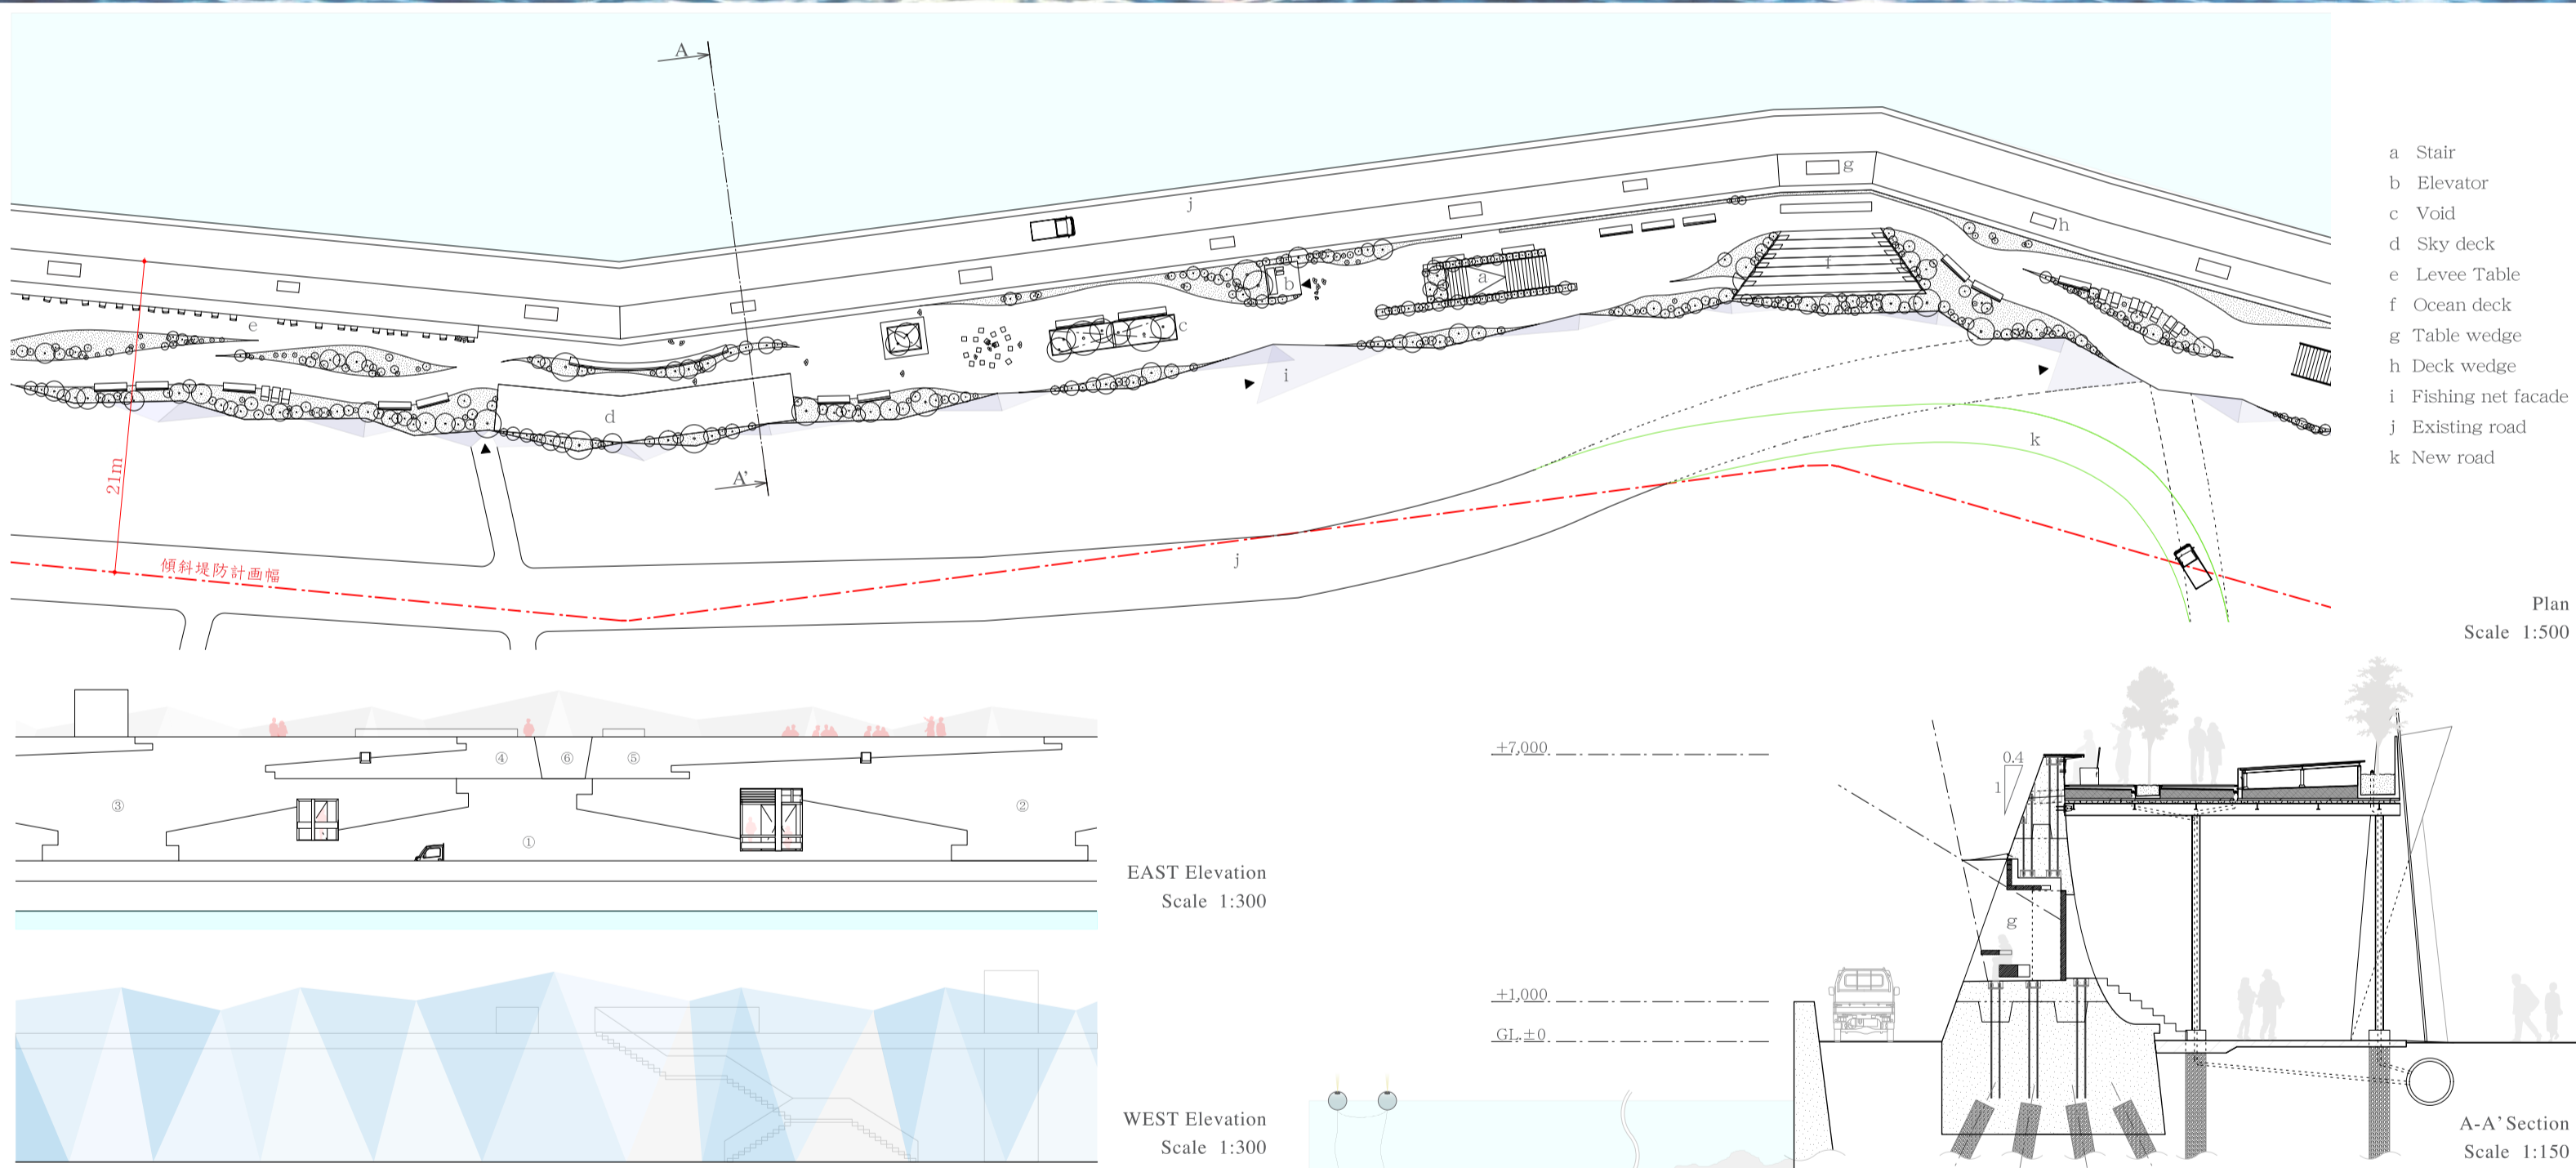 A
j
g
h
a Stair
b Elevator
c Void
d Sky deck
e Levee Table
f Ocean deck
g Table wedge
h Deck wedge
i Fishing net facade
j Existing road
k New road
e
b
a
f
c
i
d
k
21m
A'
j
傾斜堤防計画幅
Plan
Scale 1:500
④ ⑥ ⑤
③ ① ②
EAST Elevation
Scale 1:300
WEST Elevation
Scale 1:300
+7,000
0.4
1
g
+1,000
GL±0
A-A' Section
Scale 1:150